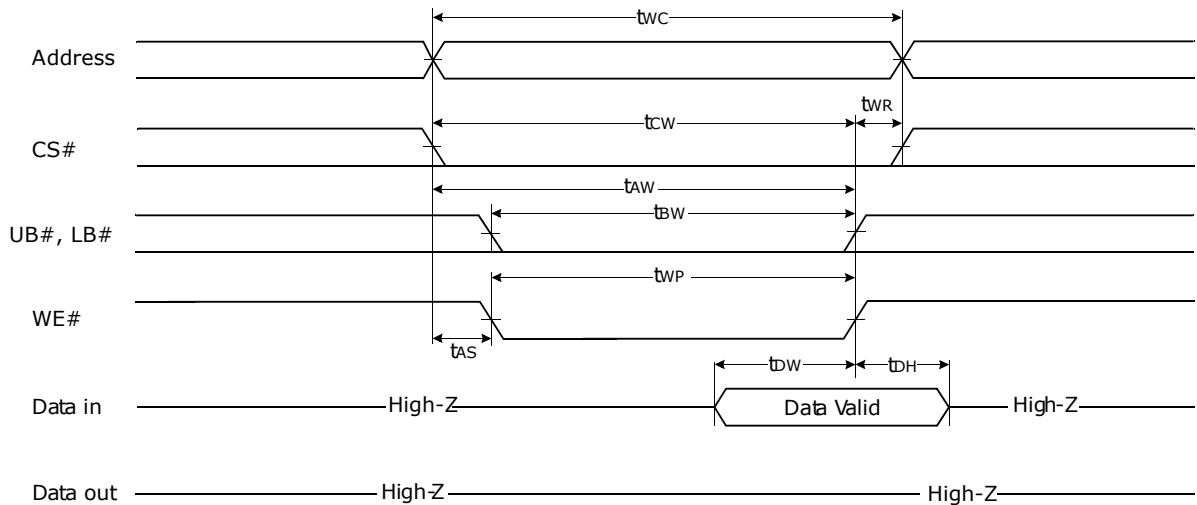 tWC
Address
tWR
tCW
CS#
tAW
tBW
UB#, LB#
tWP
WE#
tAS
tDW tDH
Data in High-Z Data Valid High-Z
Data out High-Z High-Z